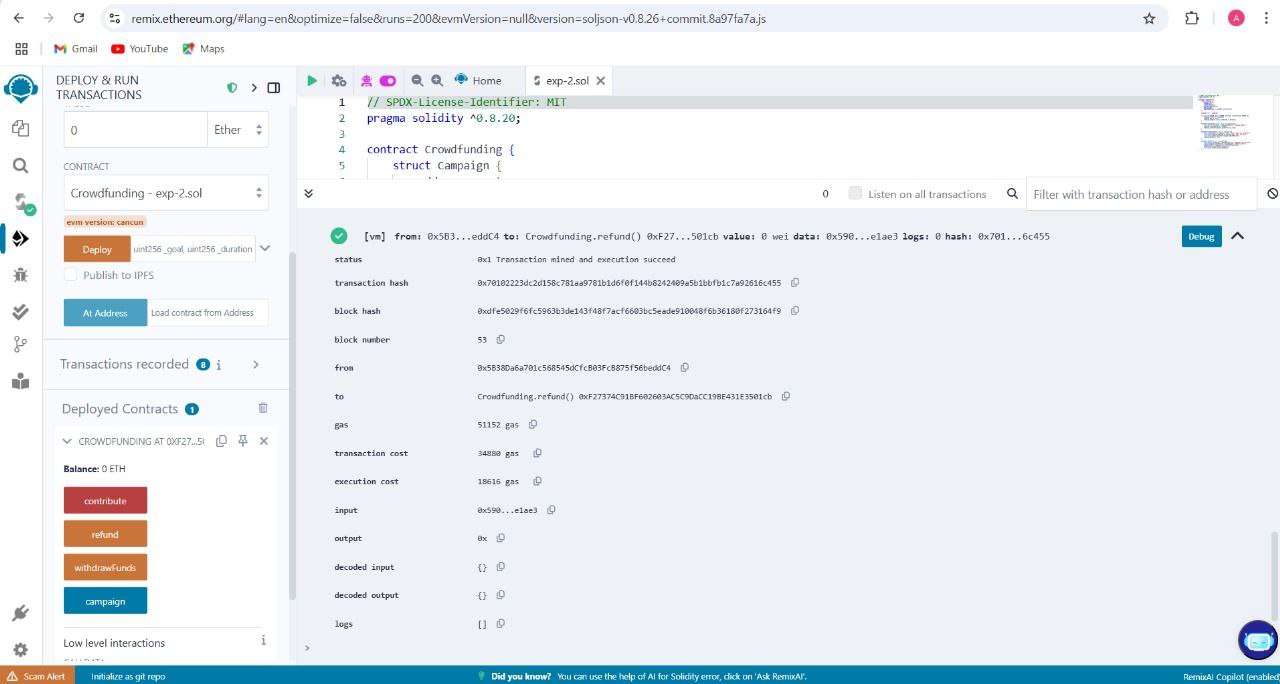 remix.ethereum.org/#lang=en&optimize=false&runs=200&evmVersion=null&version=soljson-v0.8.26+commit.8a97fa7a.js
A
Gmail YouTube Maps
DEPLOY & RUN
TRANSACTIONS
0 Ether
CONTRACT
Crowdfunding - exp-2.sol
evm version: cancun
Deploy uint256_goal, uint256_duration
Publish to IPFS
At Address Load contract from Address
Transactions recorded 8 i
Deployed Contracts 1
CROWDFUNDING AT 0XF27...50
Balance: 0 ETH
contribute
refund
withdrawFunds
campaign
Low level interactions i
Home exp-2.sol
1 // SPDX-License-Identifier: MIT
2 pragma solidity ^0.8.20;
3
4 contract Crowdfunding {
5 struct Campaign {
0 Listen on all transactions Filter with transaction hash or address
[vm] from: 0x5B3...eddC4 to: Crowdfunding.refund() 0xF27...501cb value: 0 wei data: 0x590...e1ae3 logs: 0 hash: 0x701...6c455 Debug
status 0x1 Transaction mined and execution succeed
transaction hash 0x70102223dc2d158c781aa9781b1d6f0f144b8242409a5b1bbfb1c7a92616c455
block hash 0xdfe5029f6fc5963b3de143f48f7acf6603bc5eade910048f6b36180f273164f9
block number 53
from 0x5B38Da6a701c568545dCfcB03FcB875f56beddC4
to Crowdfunding.refund() 0xF27374C91BF602603AC5C9DaCC19BE431E3501cb
gas 51152 gas
transaction cost 34880 gas
execution cost 18616 gas
input 0x590...e1ae3
output 0x
decoded input {}
decoded output {}
logs []
>
Scam Alert Initialize as git repo Did you know? You can use the help of AI for Solidity error, click on 'Ask RemixAI'. RemixAI Copilot (enabled